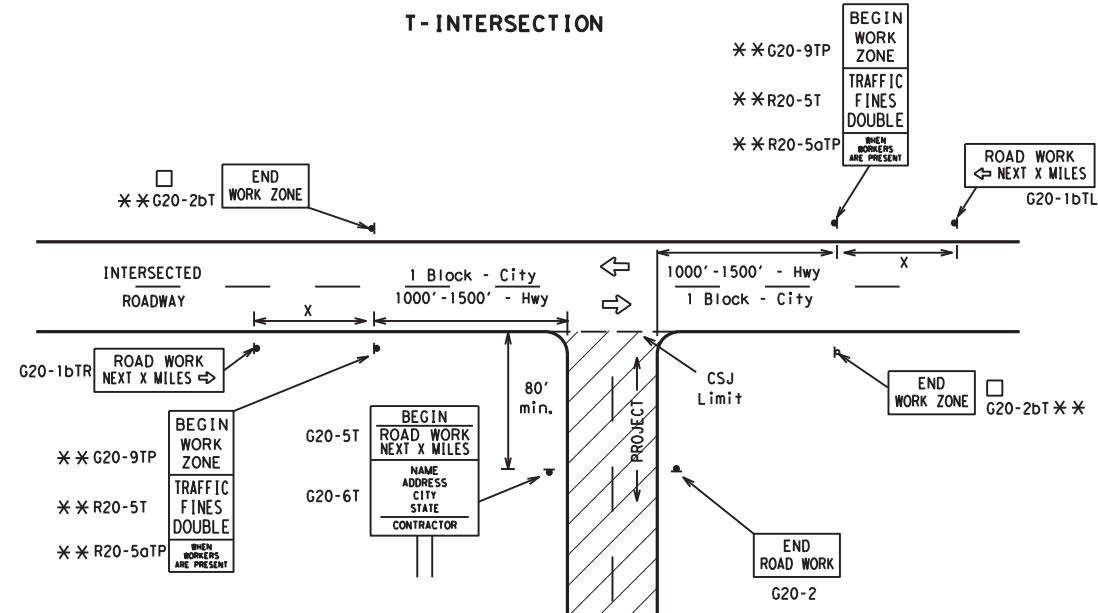 T-INTERSECTION
BEGIN
WORK
ZONE
**G20-9TP
TRAFFIC
FINES
DOUBLE
**R20-5T
WHEN
WORKERS
ARE PRESENT
**R20-5aTP
ROAD WORK
⇦ NEXT X MILES
G20-1bTL
END
WORK ZONE
□
**G20-2bT
INTERSECTED
ROADWAY
1 Block - City
1000'-1500' - Hwy
X
1000'-1500' - Hwy
1 Block - City
X
G20-1bTR
ROAD WORK
NEXT X MILES ⇨
80'
min.
CSJ
Limit
PROJECT
END
WORK ZONE
□
G20-2bT **
BEGIN
WORK
ZONE
** G20-9TP
TRAFFIC
FINES
DOUBLE
** R20-5T
WHEN
WORKERS
ARE PRESENT
** R20-5aTP
G20-5T
BEGIN
ROAD WORK
NEXT X MILES
G20-6T
NAME
ADDRESS
CITY
STATE
CONTRACTOR
END
ROAD WORK
G20-2